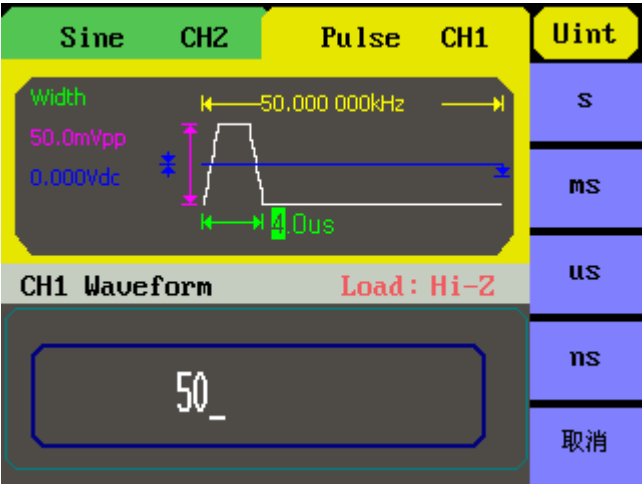 Sine CH2 Pulse CH1 Uint
Width
50.000 000kHz
50.0mVpp
0.000Vdc
4.0us
CH1 Waveform Load: Hi-Z
50_
s
ms
us
ns
取消